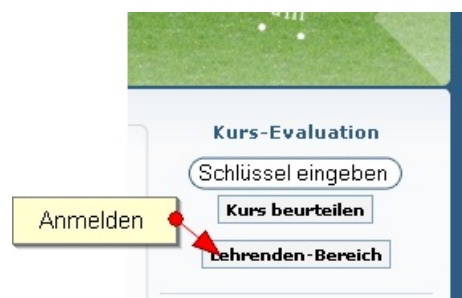 Kurs-Evaluation
Schlüssel eingeben
Kurs beurteilen
Anmelden
Lehrenden-Bereich